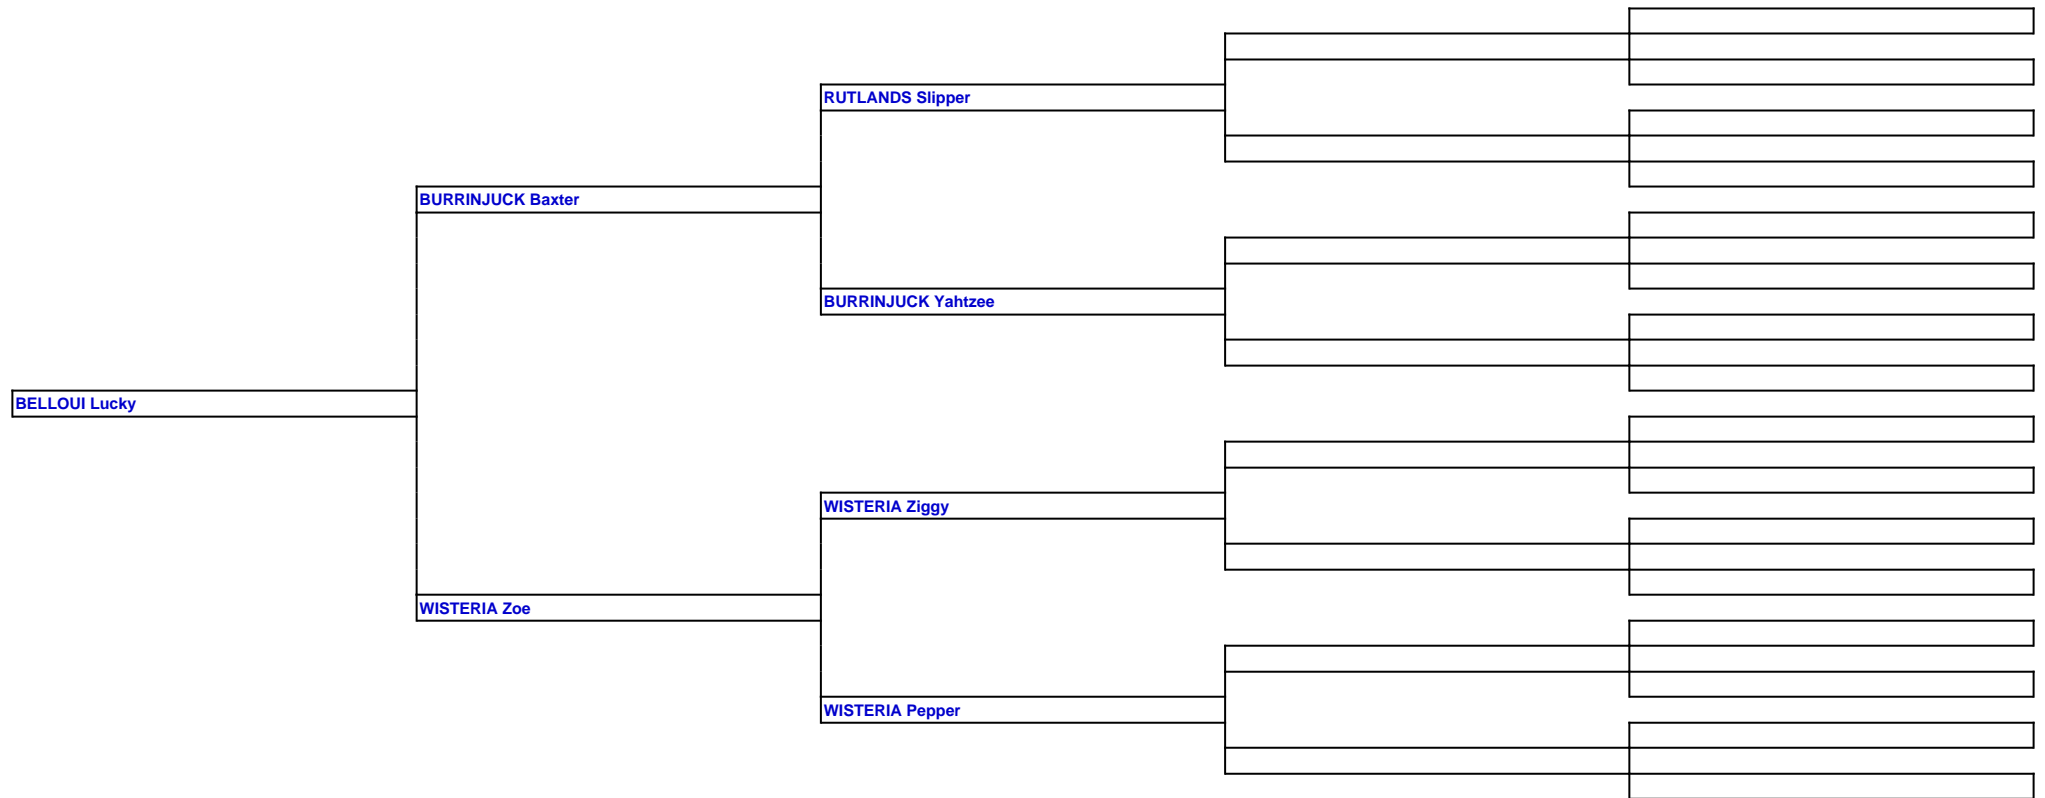 RUTLANDS Slipper
BURRINJUCK Baxter
BURRINJUCK Yahtzee
BELLOUI Lucky
WISTERIA Ziggy
WISTERIA Zoe
WISTERIA Pepper